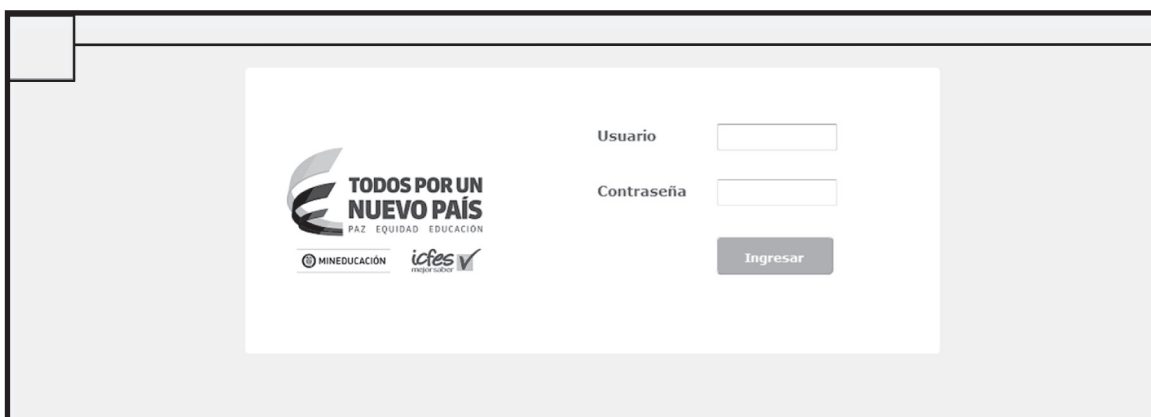 TODOS POR UN
NUEVO PAÍS
PAZ EQUIDAD EDUCACIÓN
MINEDUCACIÓN
icfes
mejor saber
Usuario
Contraseña
Ingresar